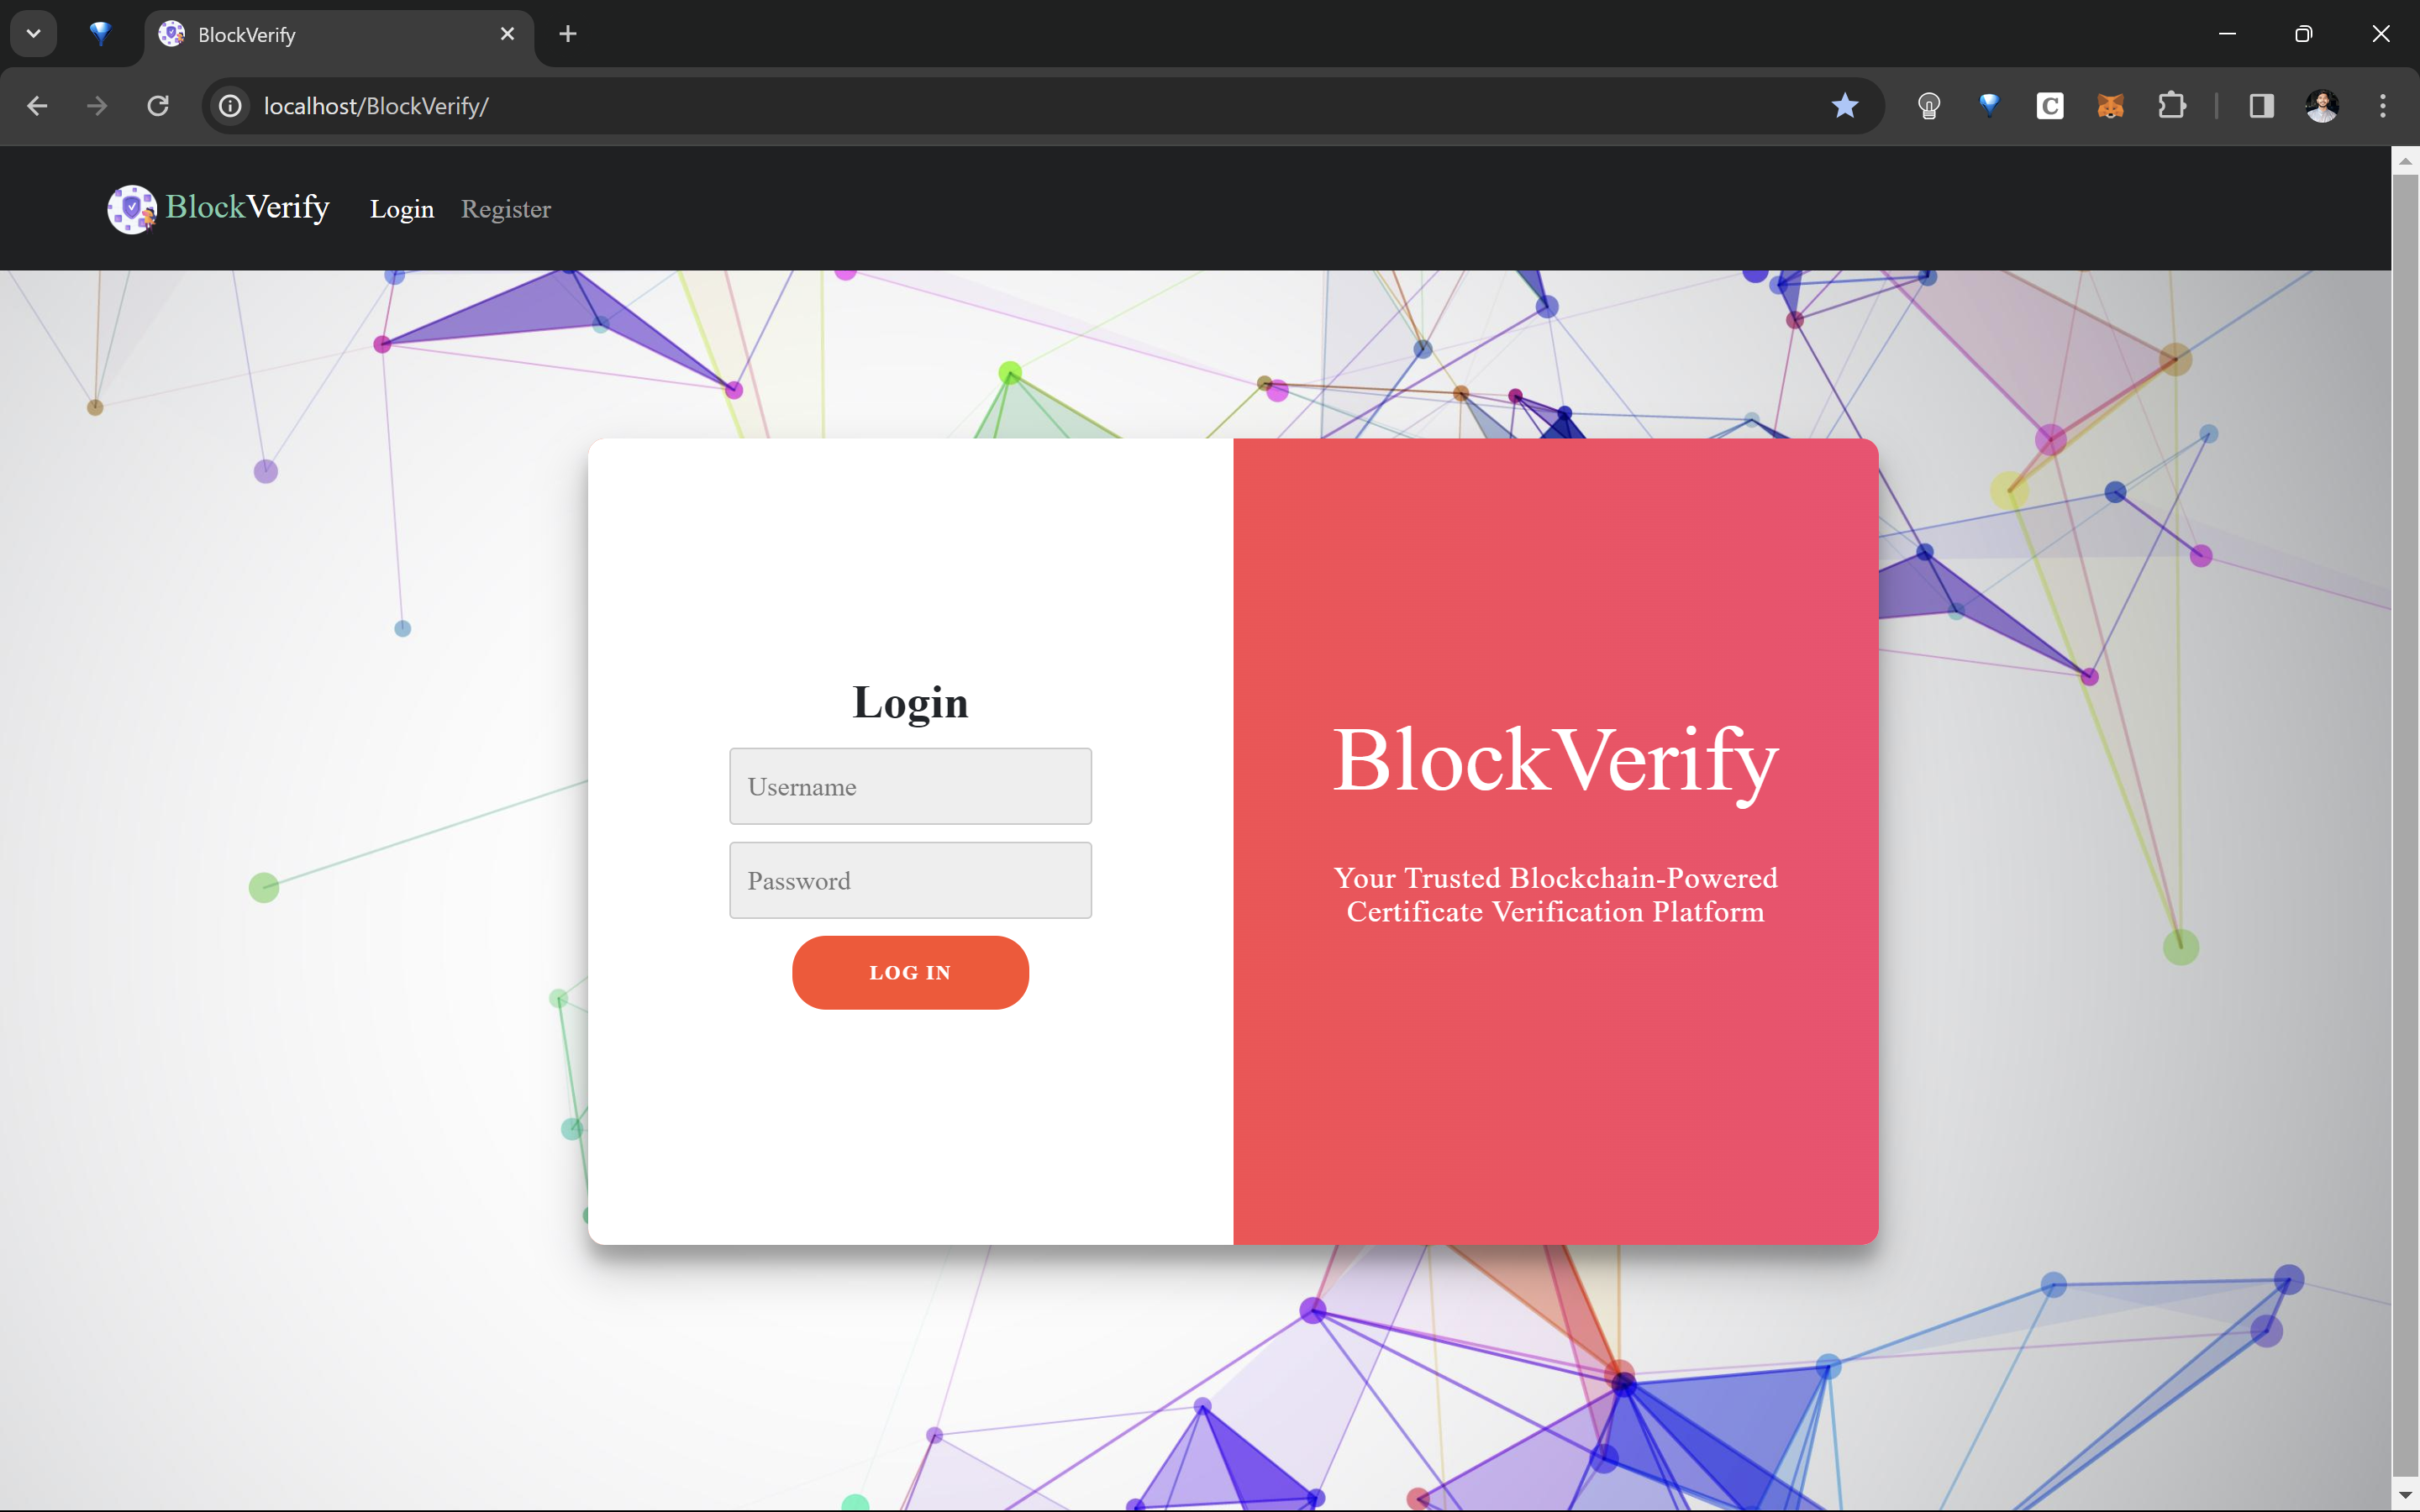 BlockVerify
localhost/BlockVerify/
C
BlockVerify Login Register
Login
Username
Password
LOG IN
BlockVerify
Your Trusted Blockchain-Powered
Certificate Verification Platform